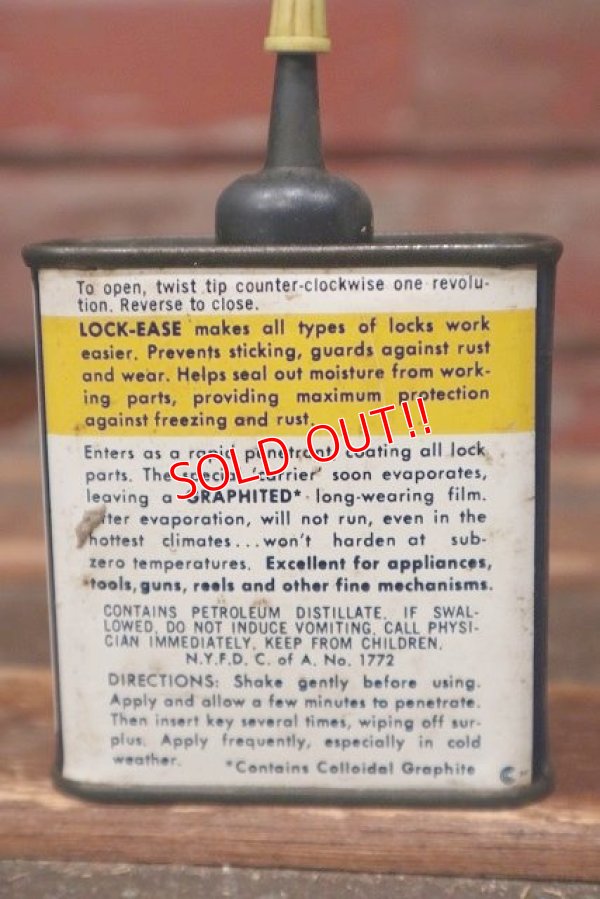 To open, twist tip counter-clockwise one revolu-
tion. Reverse to close.
LOCK-EASE makes all types of locks work
easier. Prevents sticking, guards against rust
and wear. Helps seal out moisture from work-
ing parts, providing maximum protection
against freezing and rust.
Enters as a rapid penetrant, coating all lock
parts. The special 'carrier' soon evaporates,
leaving a GRAPHITED* long-wearing film.
After evaporation, will not run, even in the
hottest climates...won't harden at sub-
zero temperatures. Excellent for appliances,
tools, guns, reels and other fine mechanisms.
CONTAINS PETROLEUM DISTILLATE. IF SWAL-
LOWED, DO NOT INDUCE VOMITING. CALL PHYSI-
CIAN IMMEDIATELY. KEEP FROM CHILDREN.
N.Y.F.D. C. of A. No. 1772
DIRECTIONS: Shake gently before using.
Apply and allow a few minutes to penetrate.
Then insert key several times, wiping off sur-
plus. Apply frequently, especially in cold
weather. *Contains Colloidal Graphite
C
SOLD OUT!!